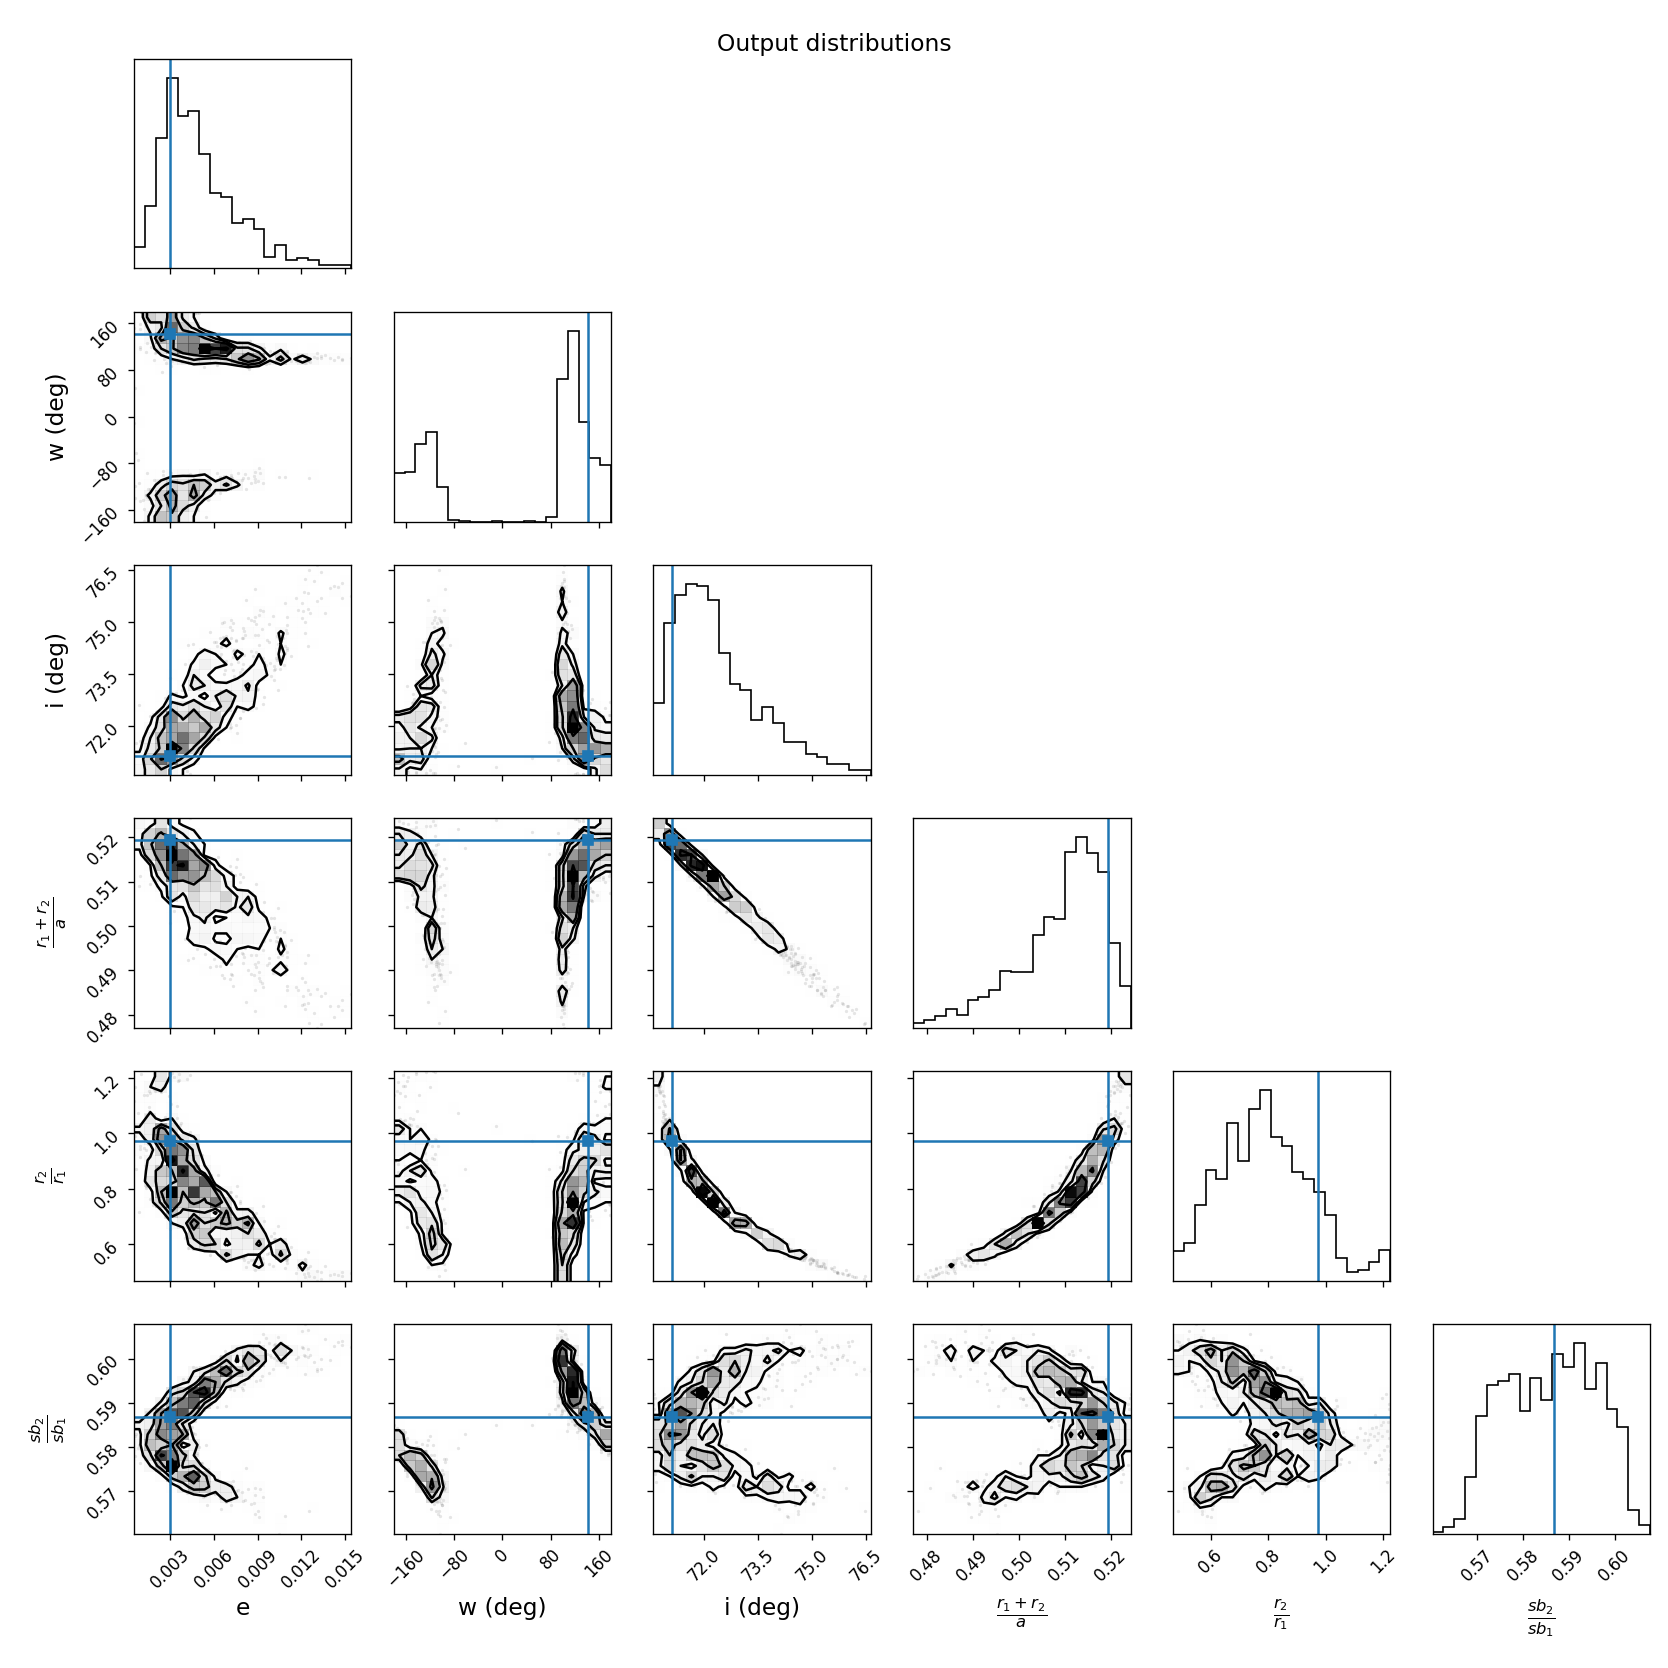 Output distributions
w (deg)
160
80
0
−80
−160
i (deg)
76.5
75.0
73.5
72.0
r₁ + r₂
a
0.52
0.51
0.50
0.49
0.48
r₂
r₁
1.2
1.0
0.8
0.6
sb₂
sb₁
0.60
0.59
0.58
0.57
0.003 0.006 0.009 0.012 0.015 −160 −80 0 80 160 72.0 73.5 75.0 76.5 0.48 0.49 0.50 0.51 0.52 0.6 0.8 1.0 1.2 0.57 0.58 0.59 0.60
e w (deg) i (deg) r₁ + r₂ r₂ sb₂
a r₁ sb₁